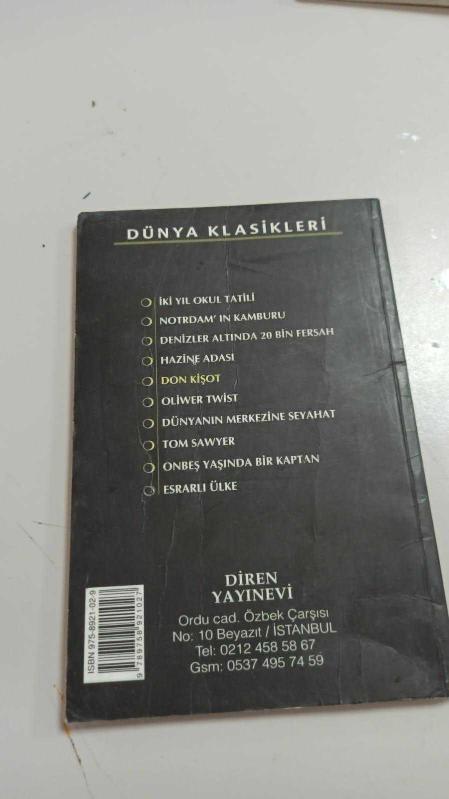 DÜNYA KLASİKLERİ
İKİ YIL OKUL TATİLİ
NOTRDAM' IN KAMBURU
DENİZLER ALTINDA 20 BİN FERSAH
HAZİNE ADASI
DON KİŞOT
OLİWER TWİST
DÜNYANIN MERKEZİNE SEYAHAT
TOM SAWYER
ONBEŞ YAŞINDA BİR KAPTAN
ESRARLI ÜLKE
DİREN
YAYINEVİ
Ordu cad. Özbek Çarşısı
No: 10 Beyazıt / İSTANBUL
Tel: 0212 458 58 67
Gsm: 0537 495 74 59
ISBN 975-8921-02-9
9 789758 921027